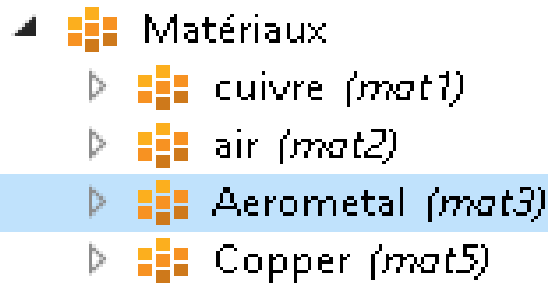 Matériaux
cuivre (mat1)
air (mat2)
Aerometal (mat3)
Copper (mat5)